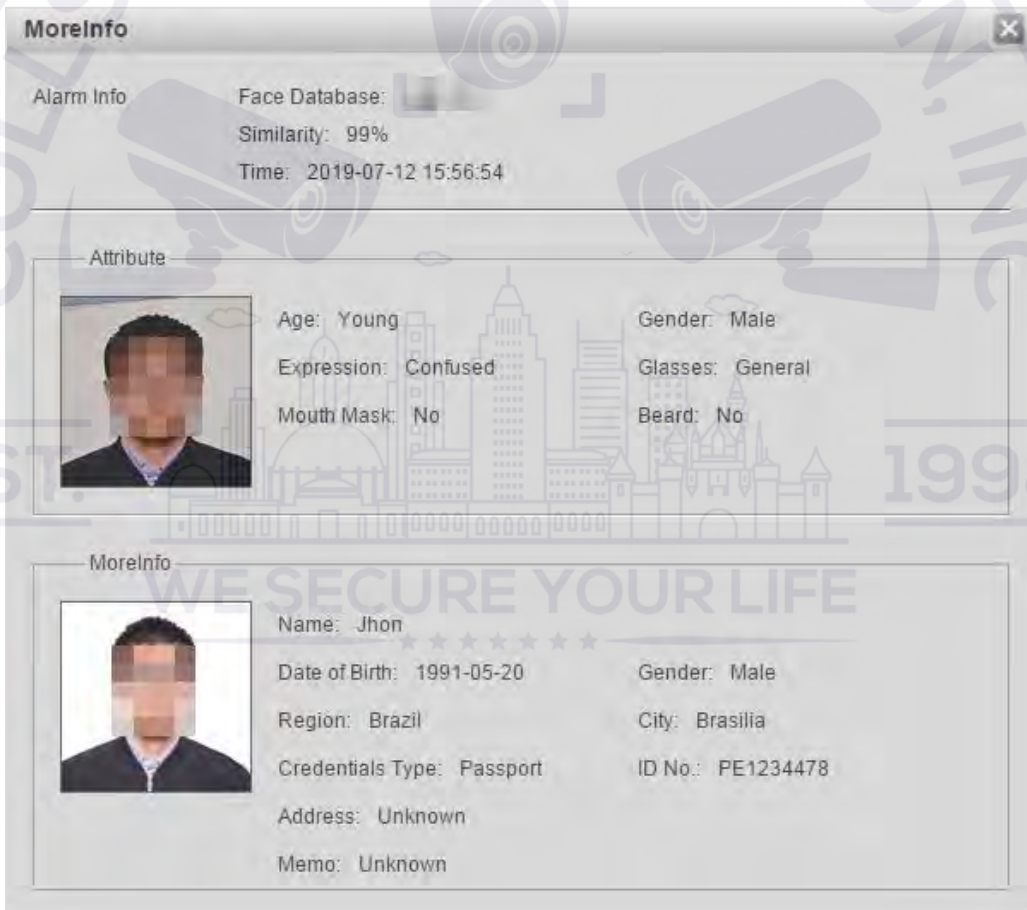 MoreInfo
Alarm Info Face Database:
Similarity: 99%
Time: 2019-07-12 15:56:54
Attribute
Age: Young Gender: Male
Expression: Confused Glasses: General
Mouth Mask: No Beard: No
ST. 199
MoreInfo
WE SECURE YOUR LIFE
Name: Jhon
Date of Birth: 1991-05-20 Gender: Male
Region: Brazil City: Brasilia
Credentials Type: Passport ID No.: PE1234478
Address: Unknown
Memo: Unknown
N, INC